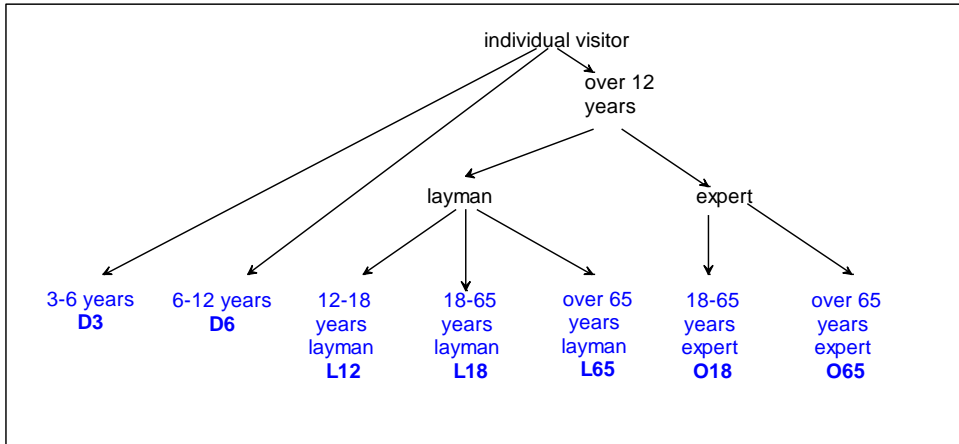 individual visitor
over 12
years
layman
expert
3-6 years
D3
6-12 years
D6
12-18
years
layman
L12
18-65
years
layman
L18
over 65
years
layman
L65
18-65
years
expert
O18
over 65
years
expert
O65